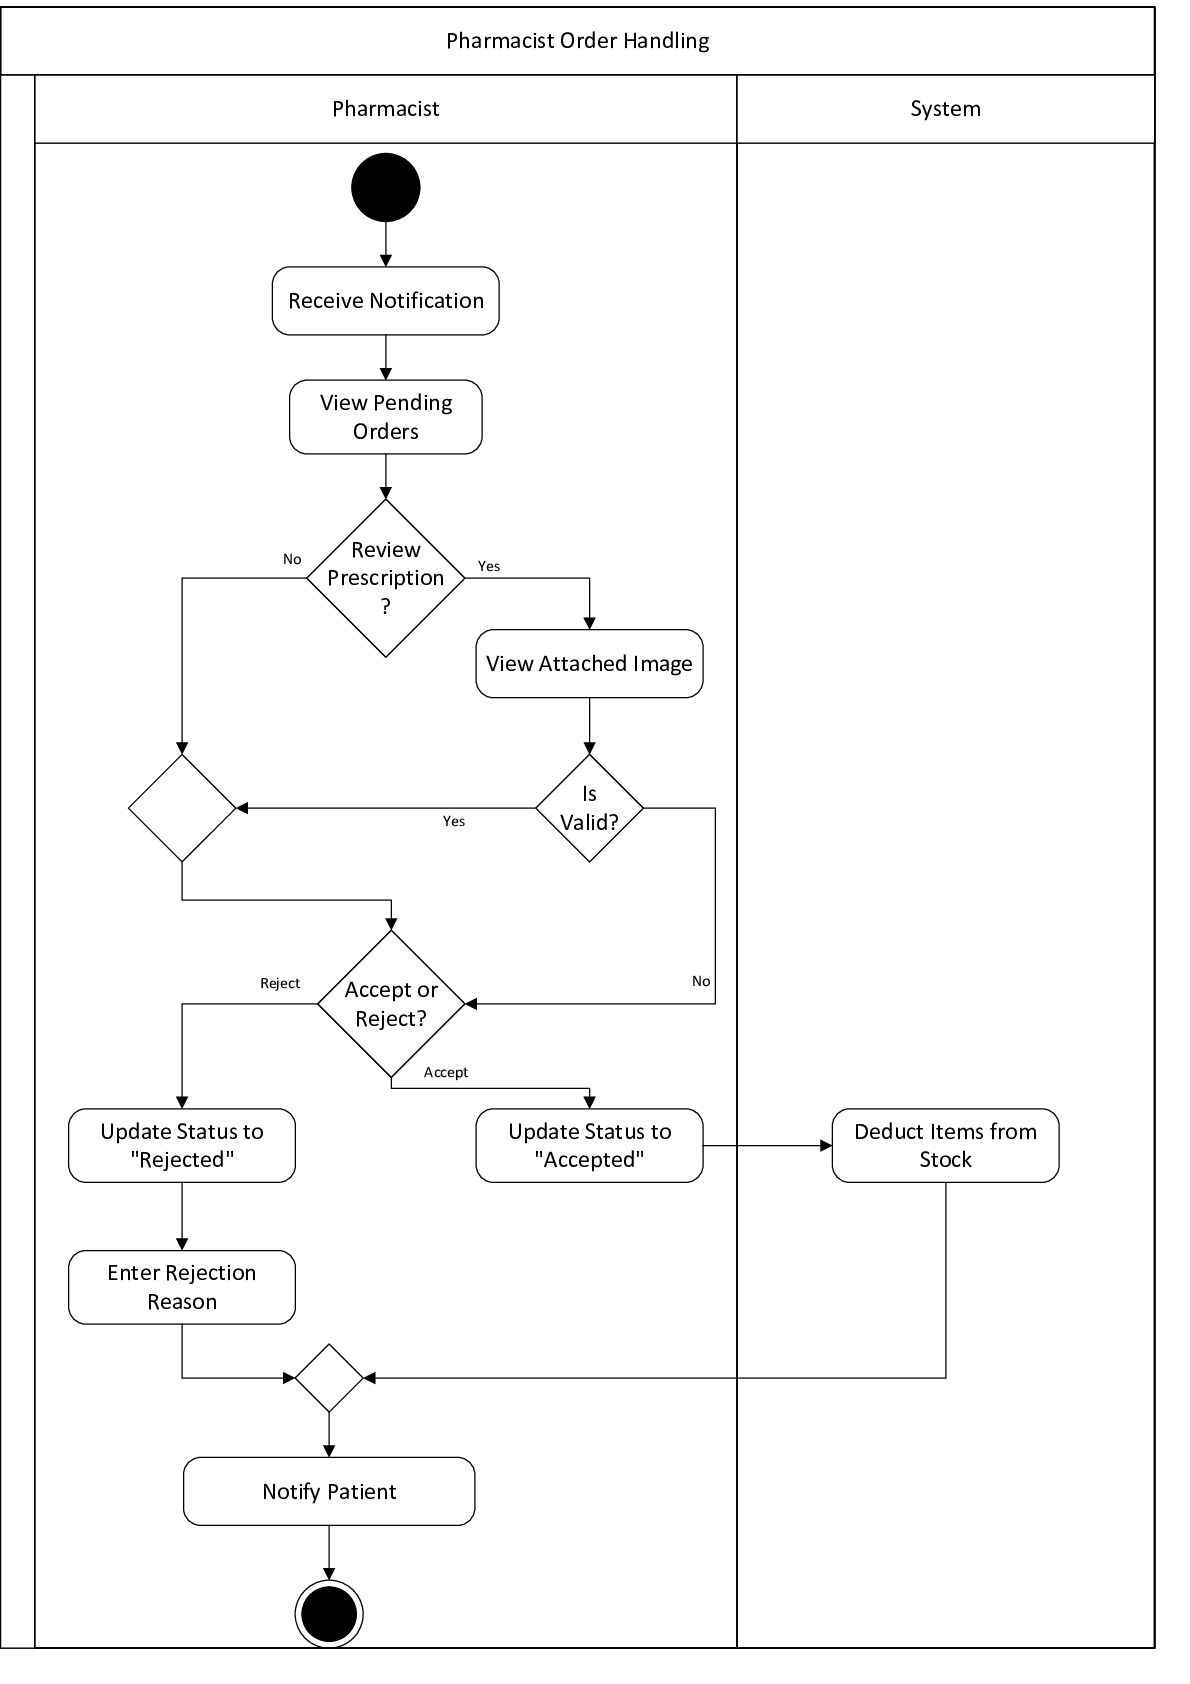 Pharmacist Order Handling
Pharmacist
System
Receive Notification
View Pending
Orders
Review
Prescription
?
No
Yes
View Attached Image
Is
Valid?
Yes
No
Accept or
Reject?
Reject
Accept
Update Status to
"Rejected"
Update Status to
"Accepted"
Deduct Items from
Stock
Enter Rejection
Reason
Notify Patient